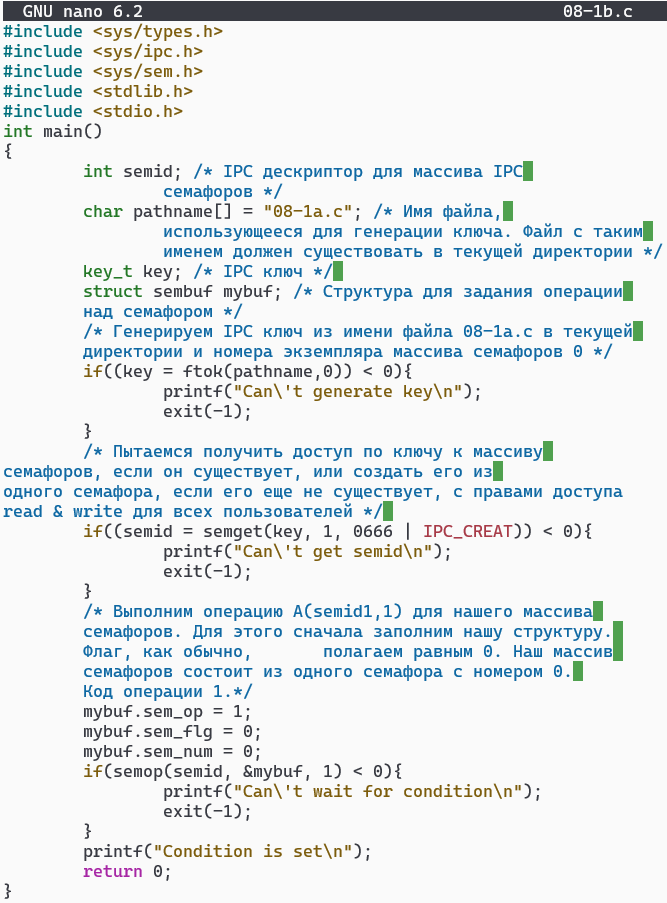 GNU nano 6.2 08-1b.c
#include <sys/types.h>
#include <sys/ipc.h>
#include <sys/sem.h>
#include <stdlib.h>
#include <stdio.h>
int main()
{
        int semid; /* IPC дескриптор для массива IPC
                семафоров */
        char pathname[] = "08-1a.c"; /* Имя файла,
                использующееся для генерации ключа. Файл с таким
                именем должен существовать в текущей директории */
        key_t key; /* IPC ключ */
        struct sembuf mybuf; /* Структура для задания операции
        над семафором */
        /* Генерируем IPC ключ из имени файла 08-1a.c в текущей
        директории и номера экземпляра массива семафоров 0 */
        if((key = ftok(pathname,0)) < 0){
                printf("Can\'t generate key\n");
                exit(-1);
        }
        /* Пытаемся получить доступ по ключу к массиву
семафоров, если он существует, или создать его из
одного семафора, если его еще не существует, с правами доступа
read & write для всех пользователей */
        if((semid = semget(key, 1, 0666 | IPC_CREAT)) < 0){
                printf("Can\'t get semid\n");
                exit(-1);
        }
        /* Выполним операцию A(semid1,1) для нашего массива
        семафоров. Для этого сначала заполним нашу структуру.
        Флаг, как обычно,       полагаем равным 0. Наш массив
        семафоров состоит из одного семафора с номером 0.
        Код операции 1.*/
        mybuf.sem_op = 1;
        mybuf.sem_flg = 0;
        mybuf.sem_num = 0;
        if(semop(semid, &mybuf, 1) < 0){
                printf("Can\'t wait for condition\n");
                exit(-1);
        }
        printf("Condition is set\n");
        return 0;
}